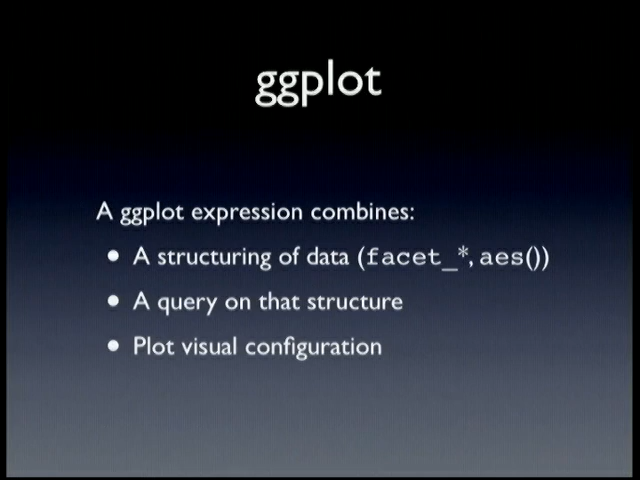 ggplot
A ggplot expression combines:
• A structuring of data (facet_*, aes())
• A query on that structure
• Plot visual configuration